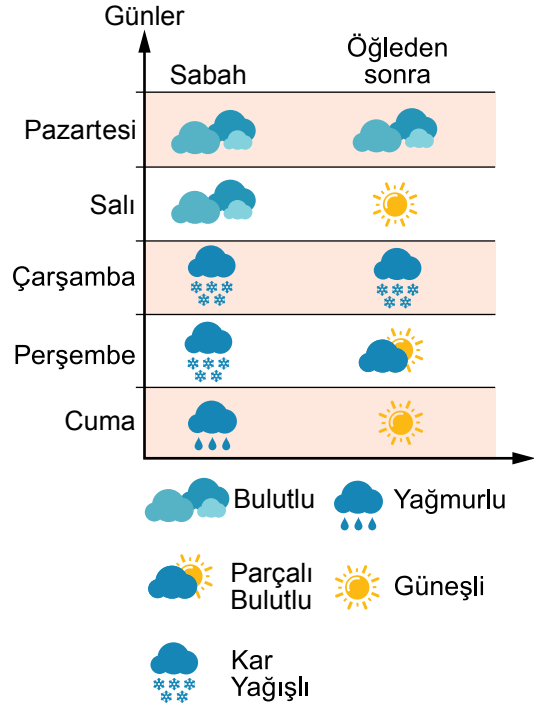 Günler
Sabah
Öğleden
sonra
Pazartesi
Salı
Çarşamba
Perşembe
Cuma
Bulutlu
Yağmurlu
Parçalı
Bulutlu
Güneşli
Kar
Yağışlı